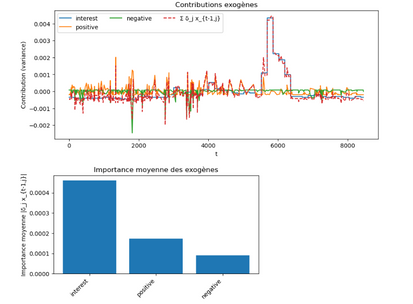 Contributions exogènes
interest
positive
negative
Σ δ_j x_{t-1,j}
Contribution (variance)
0.004
0.003
0.002
0.001
0.000
−0.001
−0.002
0
2000
4000
6000
8000
t
Importance moyenne des exogènes
Importance moyenne |δ_j x_{t-1,j}|
0.0004
0.0003
0.0002
0.0001
0.0000
interest
positive
negative